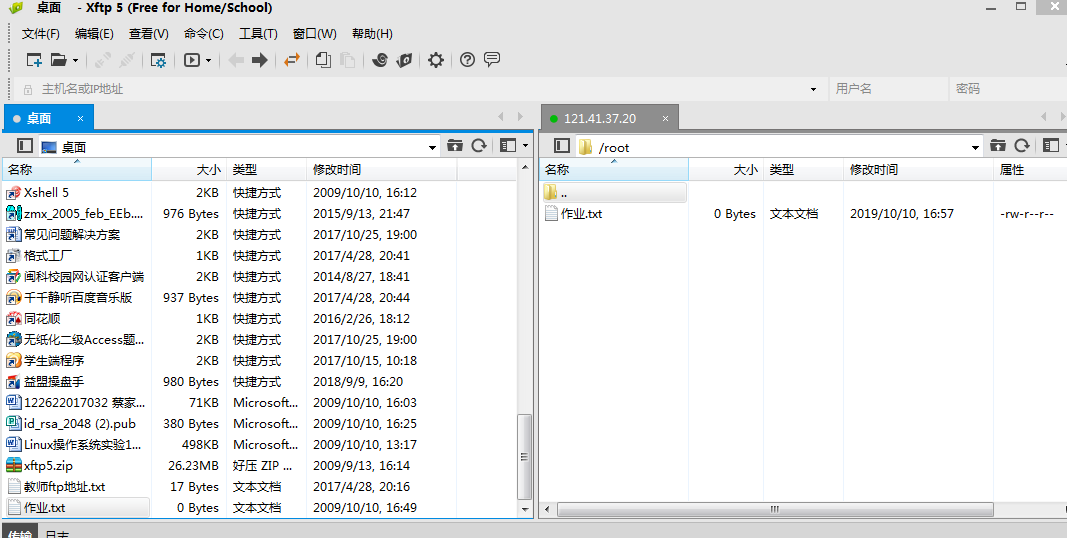 桌面 - Xftp 5 (Free for Home/School)
文件(F) 编辑(E) 查看(V) 命令(C) 工具(T) 窗口(W) 帮助(H)
主机名或IP地址 用户名 密码
桌面 × 121.41.37.20 ×
桌面 /root
名称 大小 类型 修改时间 名称 大小 类型 修改时间 属性
Xshell 5 2KB 快捷方式 2009/10/10, 16:12 ..
zmx_2005_feb_EEb.... 976 Bytes 快捷方式 2015/9/13, 21:47 作业.txt 0 Bytes 文本文档 2019/10/10, 16:57 -rw-r--r--
常见问题解决方案 2KB 快捷方式 2017/10/25, 19:00
格式工厂 1KB 快捷方式 2017/4/28, 20:41
闽科校园网认证客户端 2KB 快捷方式 2014/8/27, 18:41
千千静听百度音乐版 937 Bytes 快捷方式 2017/4/28, 20:44
同花顺 1KB 快捷方式 2016/2/26, 18:12
无纸化二级Access题... 2KB 快捷方式 2017/10/25, 19:00
学生端程序 2KB 快捷方式 2017/10/15, 10:18
益盟操盘手 980 Bytes 快捷方式 2018/9/9, 16:20
122622017032 蔡家... 71KB Microsoft... 2009/10/10, 16:03
id_rsa_2048 (2).pub 380 Bytes Microsoft... 2009/10/10, 16:25
Linux操作系统实验1... 498KB Microsoft... 2009/10/10, 13:17
xftp5.zip 26.23MB 好压 ZIP ... 2009/9/13, 16:14
教师ftp地址.txt 17 Bytes 文本文档 2017/4/28, 20:16
作业.txt 0 Bytes 文本文档 2009/10/10, 16:49
传输 日志